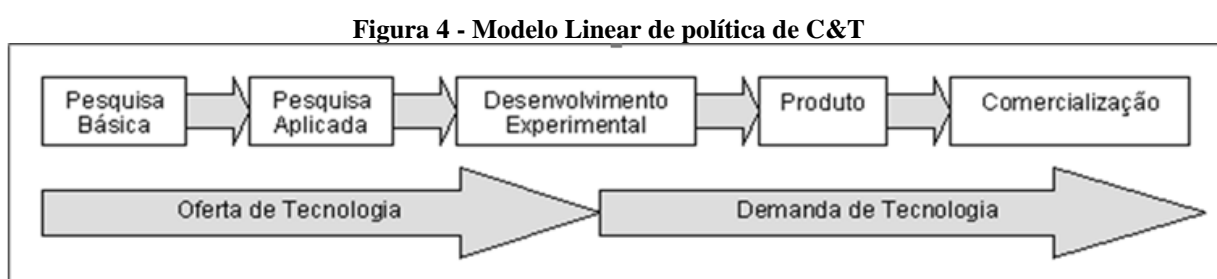 Figura 4 - Modelo Linear de política de C&T
Pesquisa
Básica
Pesquisa
Aplicada
Desenvolvimento
Experimental
Produto
Comercialização
Oferta de Tecnologia
Demanda de Tecnologia